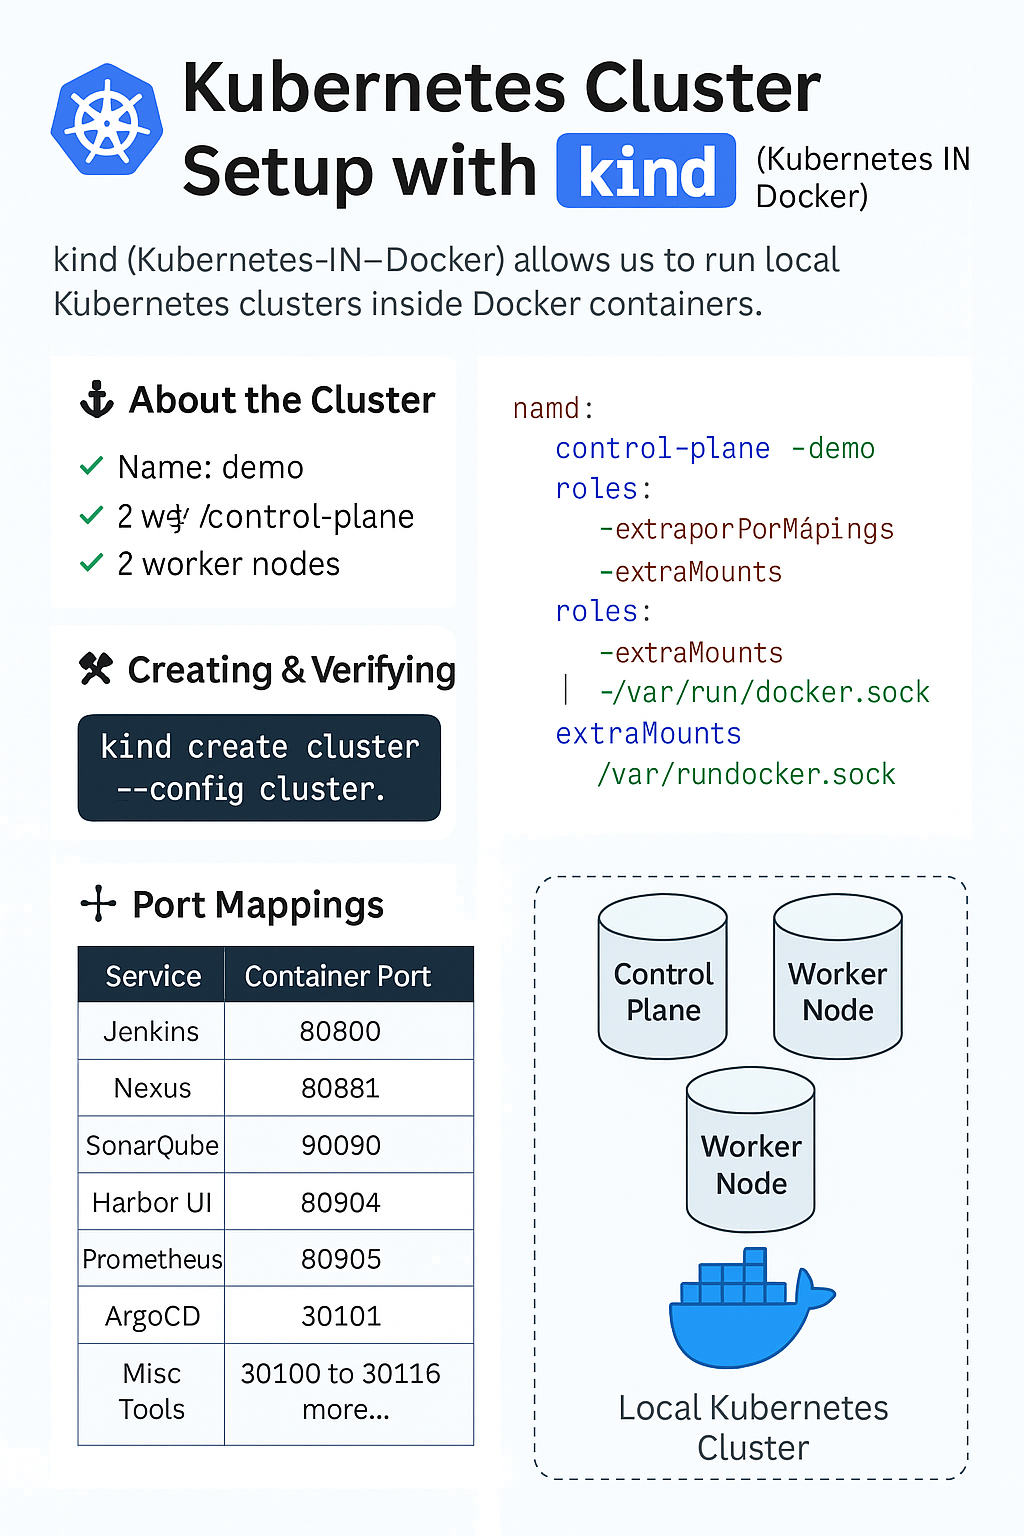 Kubernetes Cluster
Setup with kind
(Kubernetes IN
Docker)
kind (Kubernetes-IN–Docker) allows us to run local
Kubernetes clusters inside Docker containers.
About the Cluster
Name: demo
2 /control-plane
2 worker nodes
Creating & Verifying
kind create cluster
--config cluster.
namd:
control-plane -demo
roles:
-extraporPorMápings
-extraMounts
roles:
-extraMounts
| -/var/run/docker.sock
extraMounts
/var/rundocker.sock
Port Mappings
Service Container Port
Jenkins 80800
Nexus 80881
SonarQube 90090
Harbor UI 80904
Prometheus 80905
ArgoCD 30101
Misc 30100 to 30116
Tools more...
Control
Plane
Worker
Node
Worker
Node
Local Kubernetes
Cluster